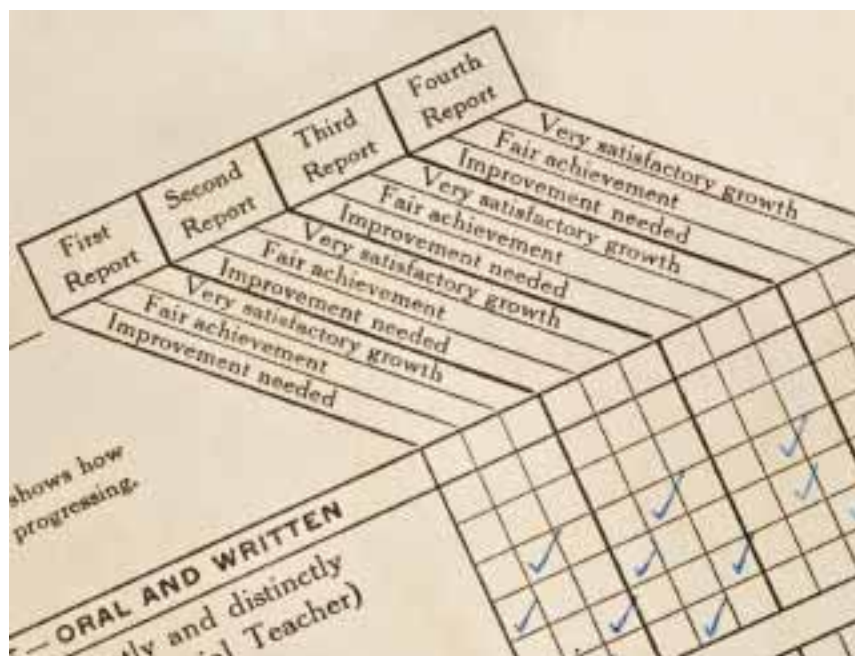 First
Report
Second
Report
Third
Report
Fourth
Report
Improvement needed
Fair achievement
Very satisfactory growth
Improvement needed
Fair achievement
Very satisfactory growth
Improvement needed
Fair achievement
Very satisfactory growth
Improvement needed
Fair achievement
Very satisfactory growth
shows how
progressing.
— ORAL AND WRITTEN
and distinctly
Teacher)